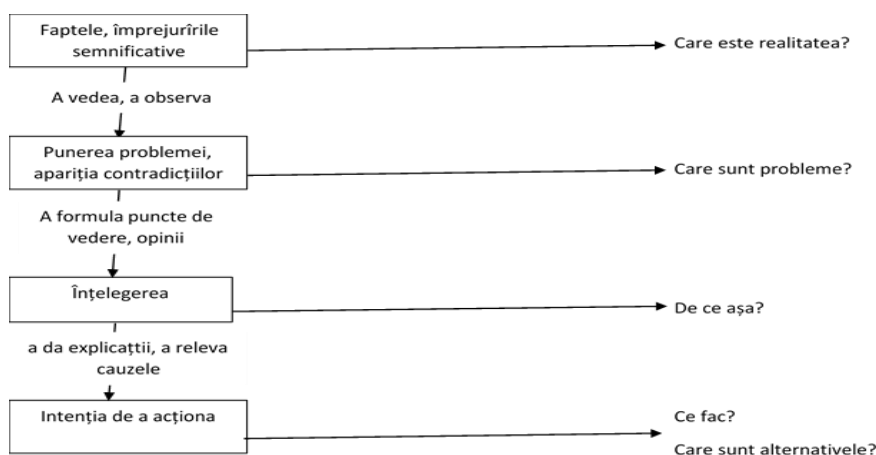 Faptele, împrejurîrile
semnificative
Care este realitatea?
A vedea, a observa
Punerea problemei,
apariția contradicțiilor
Care sunt probleme?
A formula puncte de
vedere, opinii
Înțelegerea
De ce așa?
a da explicațtii, a releva
cauzele
Intenția de a acționa
Ce fac?
Care sunt alternativele?